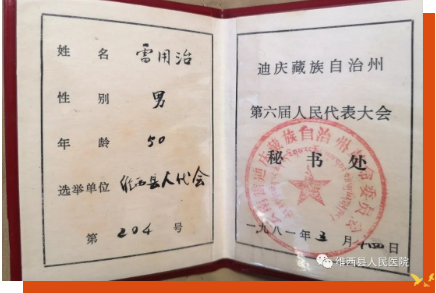 姓 名 雷用治
性 别 男
年 龄 50
选举单位 维西县人代会
第 204 号
迪庆藏族自治州
第六届人民代表大会
秘书处
一九八一年三月 日
维西县人民医院